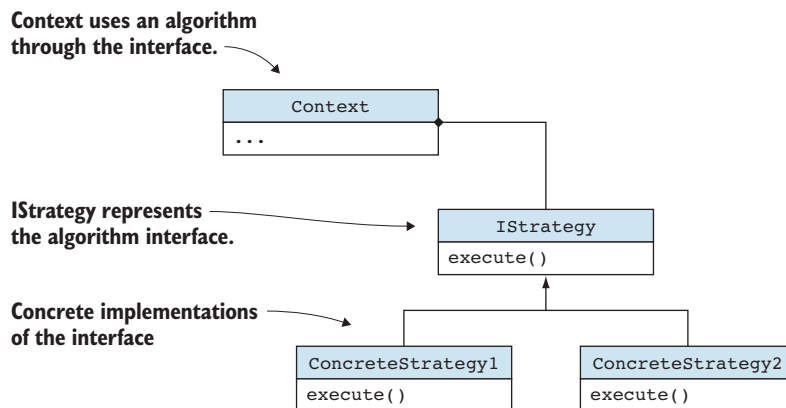 Context uses an algorithm
through the interface.
Context
...
IStrategy represents
the algorithm interface.
IStrategy
execute()
Concrete implementations
of the interface
ConcreteStrategy1
execute()
ConcreteStrategy2
execute()